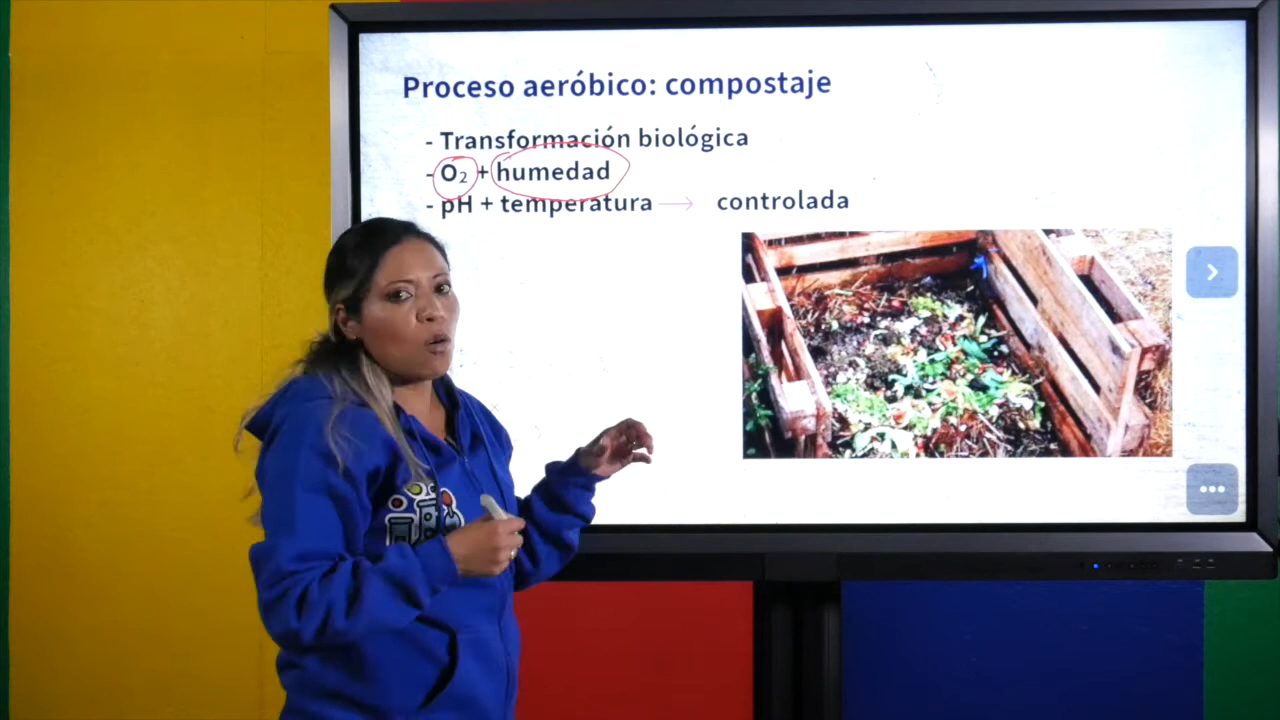 Proceso aeróbico: compostaje
- Transformación biológica
- O₂ + humedad
- pH + temperatura → controlada